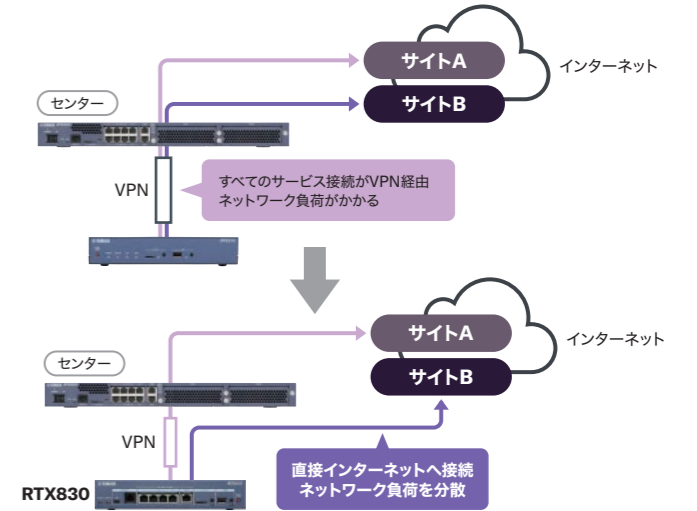 サイトA
インターネット
サイトB
センター
VPN
すべてのサービス接続がVPN経由
ネットワーク負荷がかかる
サイトA
インターネット
サイトB
センター
VPN
直接インターネットへ接続
ネットワーク負荷を分散
RTX830